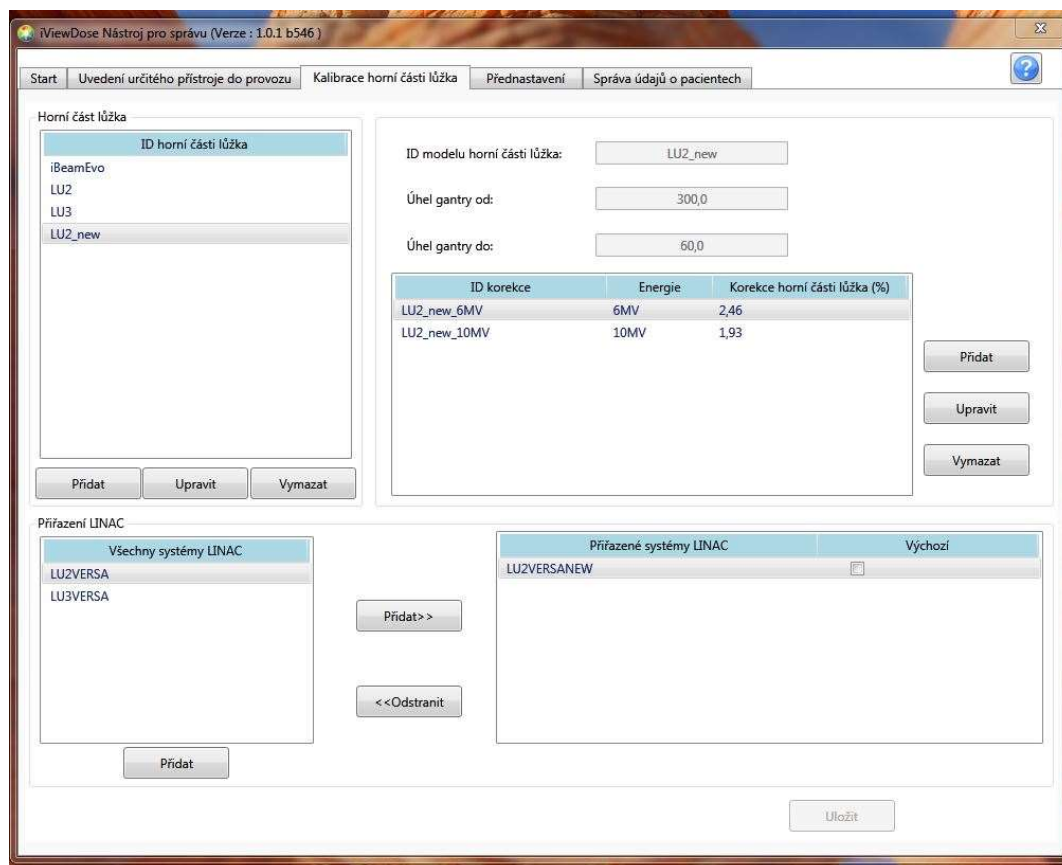 iViewDose Nástroj pro správu (Verze : 1.0.1 b546 )
Start
Uvedení určitého přístroje do provozu
Kalibrace horní části lůžka
Přednastavení
Správa údajů o pacientech
Horní část lůžka
ID horní části lůžka
iBeamEvo
LU2
LU3
LU2_new
Přidat
Upravit
Vymazat
ID modelu horní části lůžka:
LU2_new
Úhel gantry od:
300,0
Úhel gantry do:
60,0
ID korekce Energie Korekce horní části lůžka (%)
LU2_new_6MV 6MV 2,46
LU2_new_10MV 10MV 1,93
Přidat
Upravit
Vymazat
Přiřazení LINAC
Všechny systémy LINAC
LU2VERSA
LU3VERSA
Přidat
Přidat>>
<<Odstranit
Přiřazené systémy LINAC Výchozí
LU2VERSANEW
Uložit